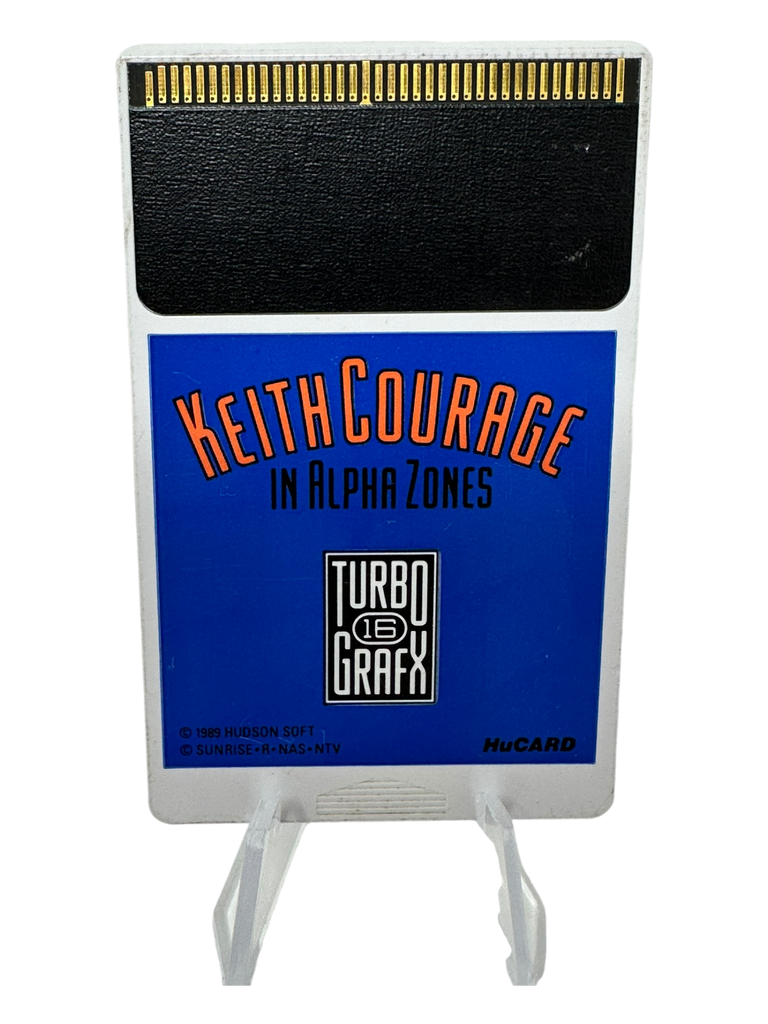 KEITH COURAGE
IN ALPHA ZONES
TURBO
16
GRAFX
© 1989 HUDSON SOFT
© SUNRISE•R•NAS•NTV
HuCARD